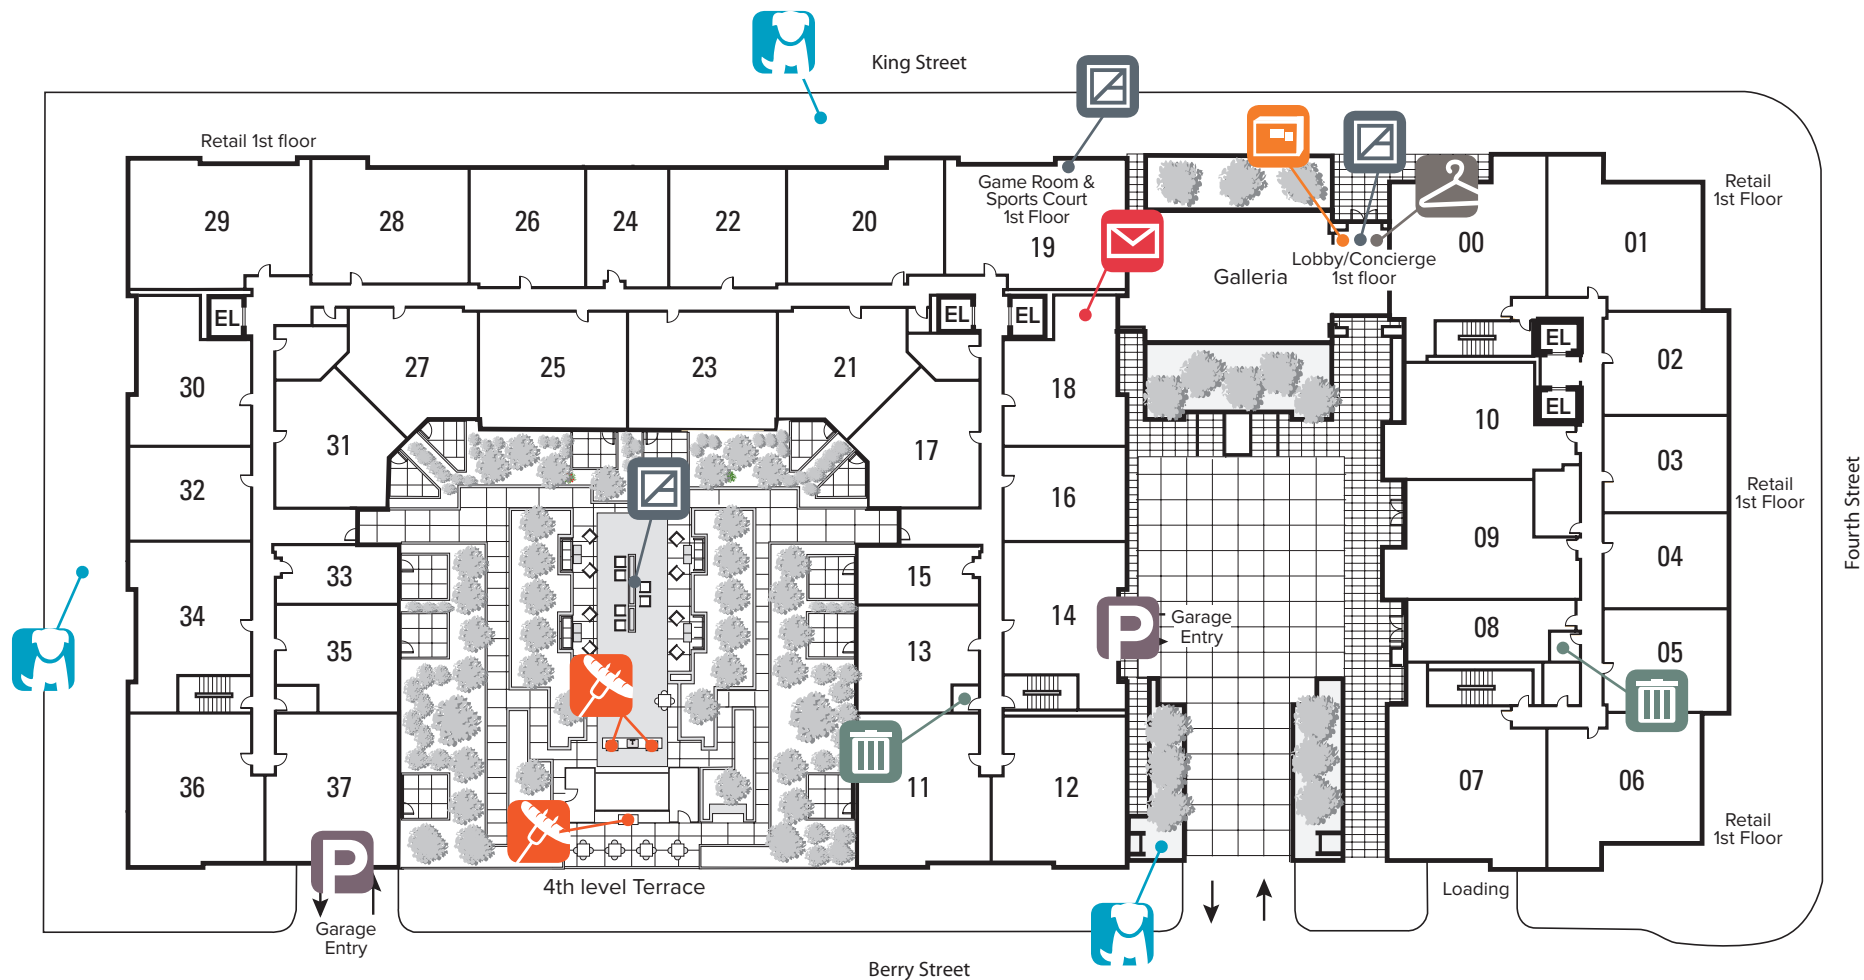 King Street
Retail 1st floor
Game Room &
Sports Court
1st Floor
Retail
1st Floor
29
28
26
24
22
20
19
00
01
Galleria
Lobby/Concierge
1st floor
EL
EL
EL
EL
EL
30
27
25
23
21
18
10
02
31
17
03
32
16
Retail
1st Floor
Fourth Street
09
04
33
15
34
14
Garage
Entry
P
08
05
35
13
36
37
11
12
07
06
Retail
1st Floor
P
4th level Terrace
Loading
Garage
Entry
Berry Street